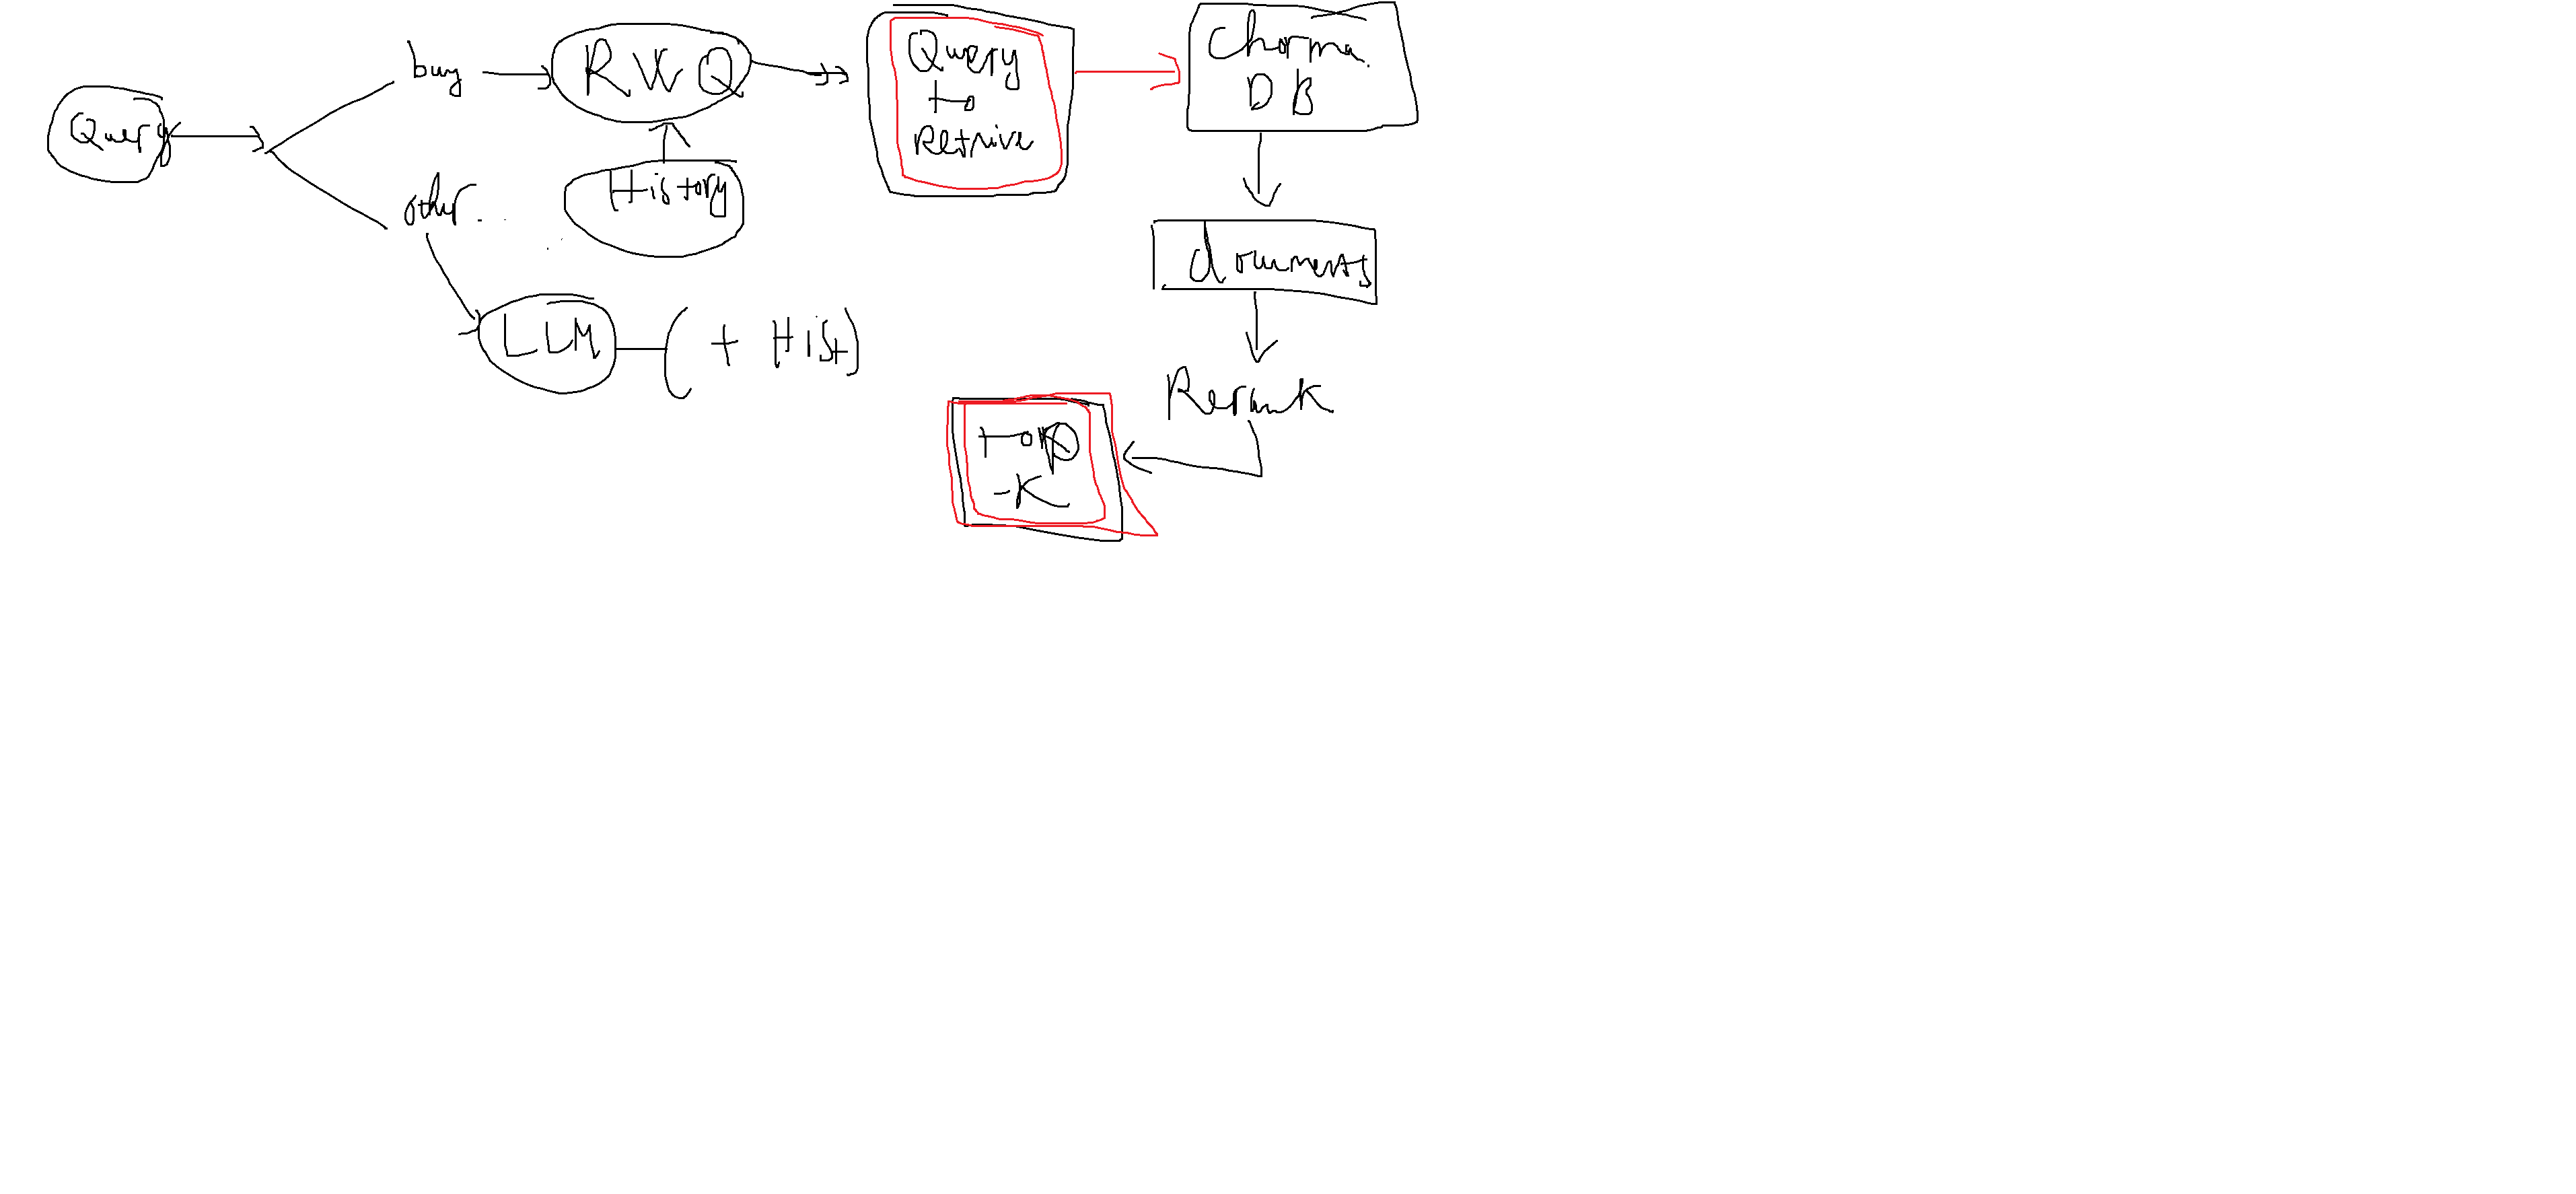 Query
buy
RWQ
Query
to
Retrive
Chorma
DB
other..
History
documents
LLM
( + Hist)
Rerank
top
-K